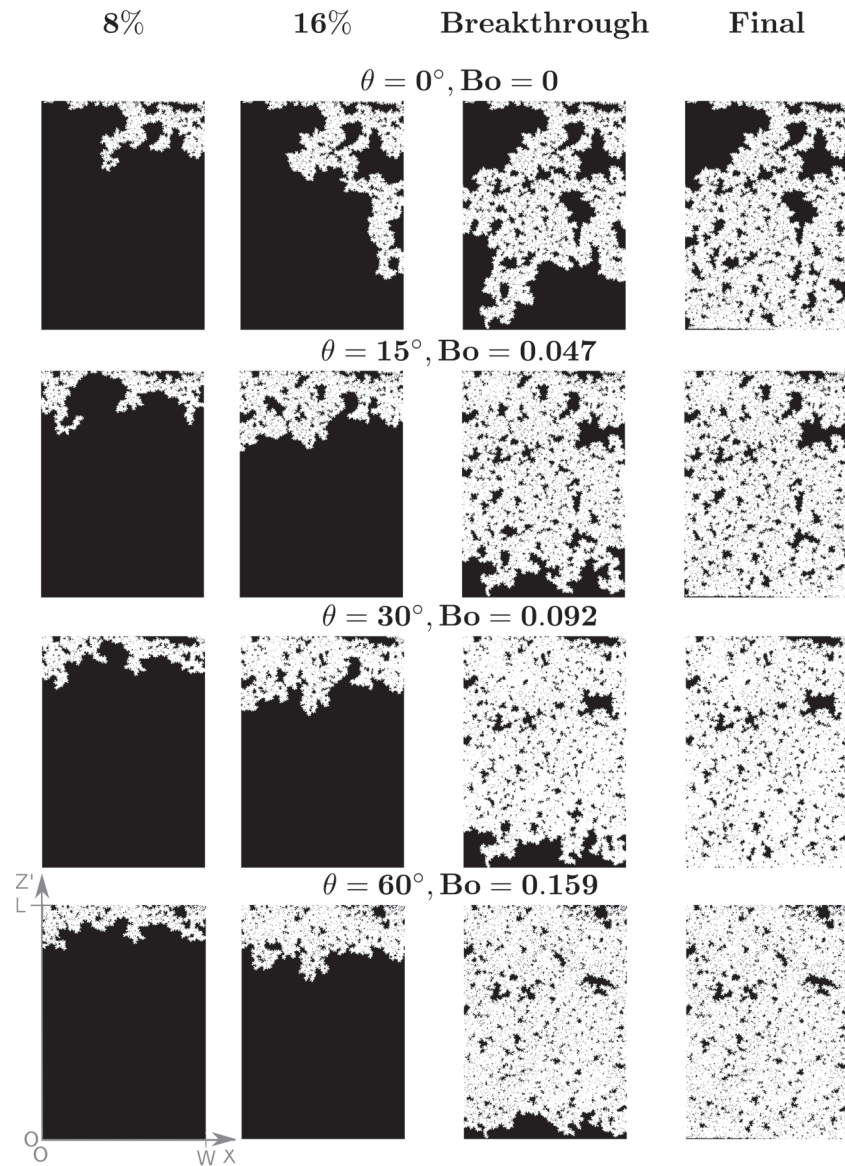 8% 16% Breakthrough Final
θ = 0°, Bo = 0
θ = 15°, Bo = 0.047
θ = 30°, Bo = 0.092
θ = 60°, Bo = 0.159
Z'
L
O
O W X